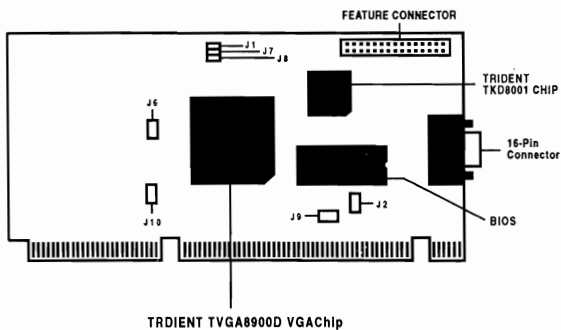 FEATURE CONNECTOR
J1
J7
J8
TRIDENT
TKD8001 CHIP
J6
16-Pin
Connector
J2
J9
BIOS
J10
TRDIENT TVGA8900D VGAChip